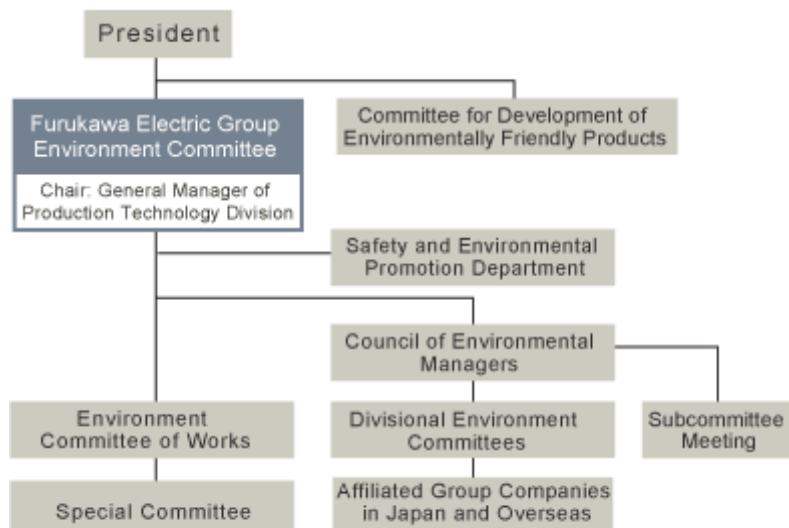 President
Furukawa Electric Group
Environment Committee
Chair: General Manager of
Production Technology Division
Committee for Development of
Environmentally Friendly Products
Safety and Environmental
Promotion Department
Council of Environmental
Managers
Environment
Committee of Works
Divisional Environment
Committees
Subcommittee
Meeting
Special Committee
Affiliated Group Companies
in Japan and Overseas